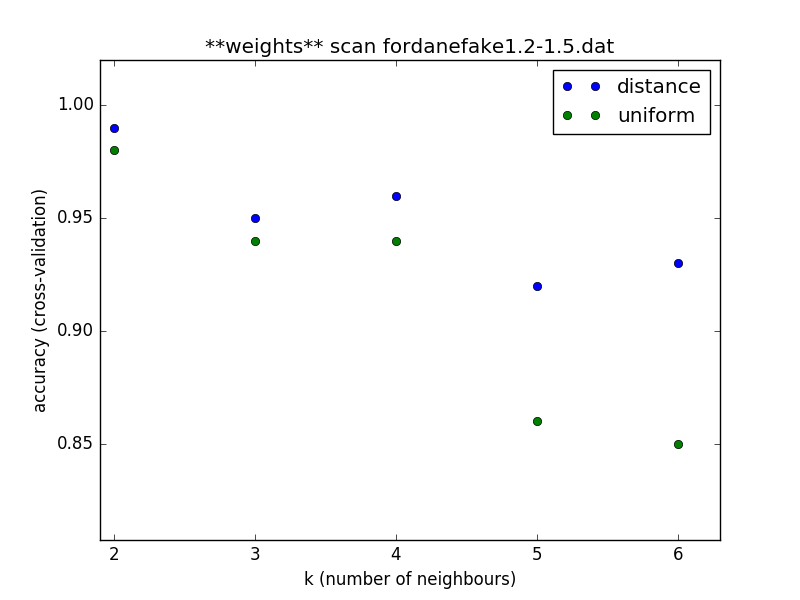 **weights** scan fordanefake1.2-1.5.dat
distance
uniform
1.00
0.95
0.90
0.85
accuracy (cross-validation)
2 3 4 5 6
k (number of neighbours)